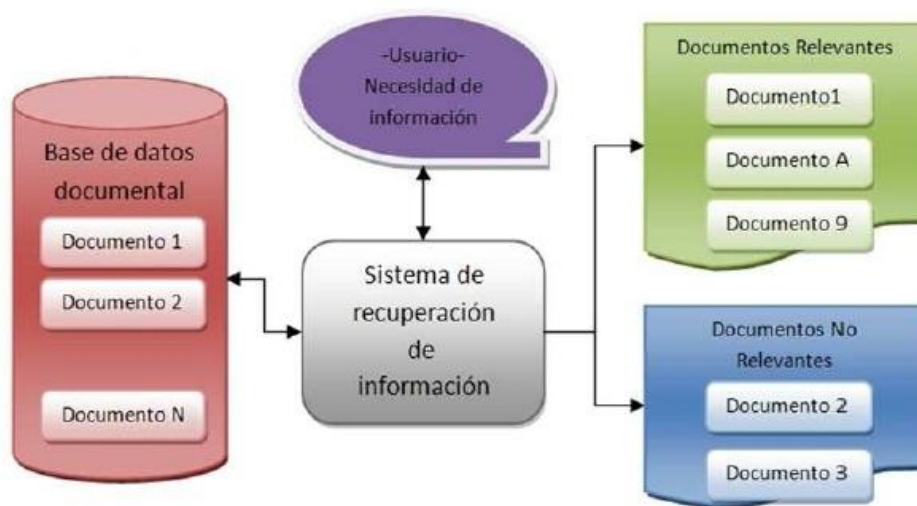 Base de datos
documental
Documento 1
Documento 2
Documento N
-Usuario-
Necesidad de
información
Sistema de
recuperación
de
información
Documentos Relevantes
Documento1
Documento A
Documento 9
Documentos No
Relevantes
Documento 2
Documento 3